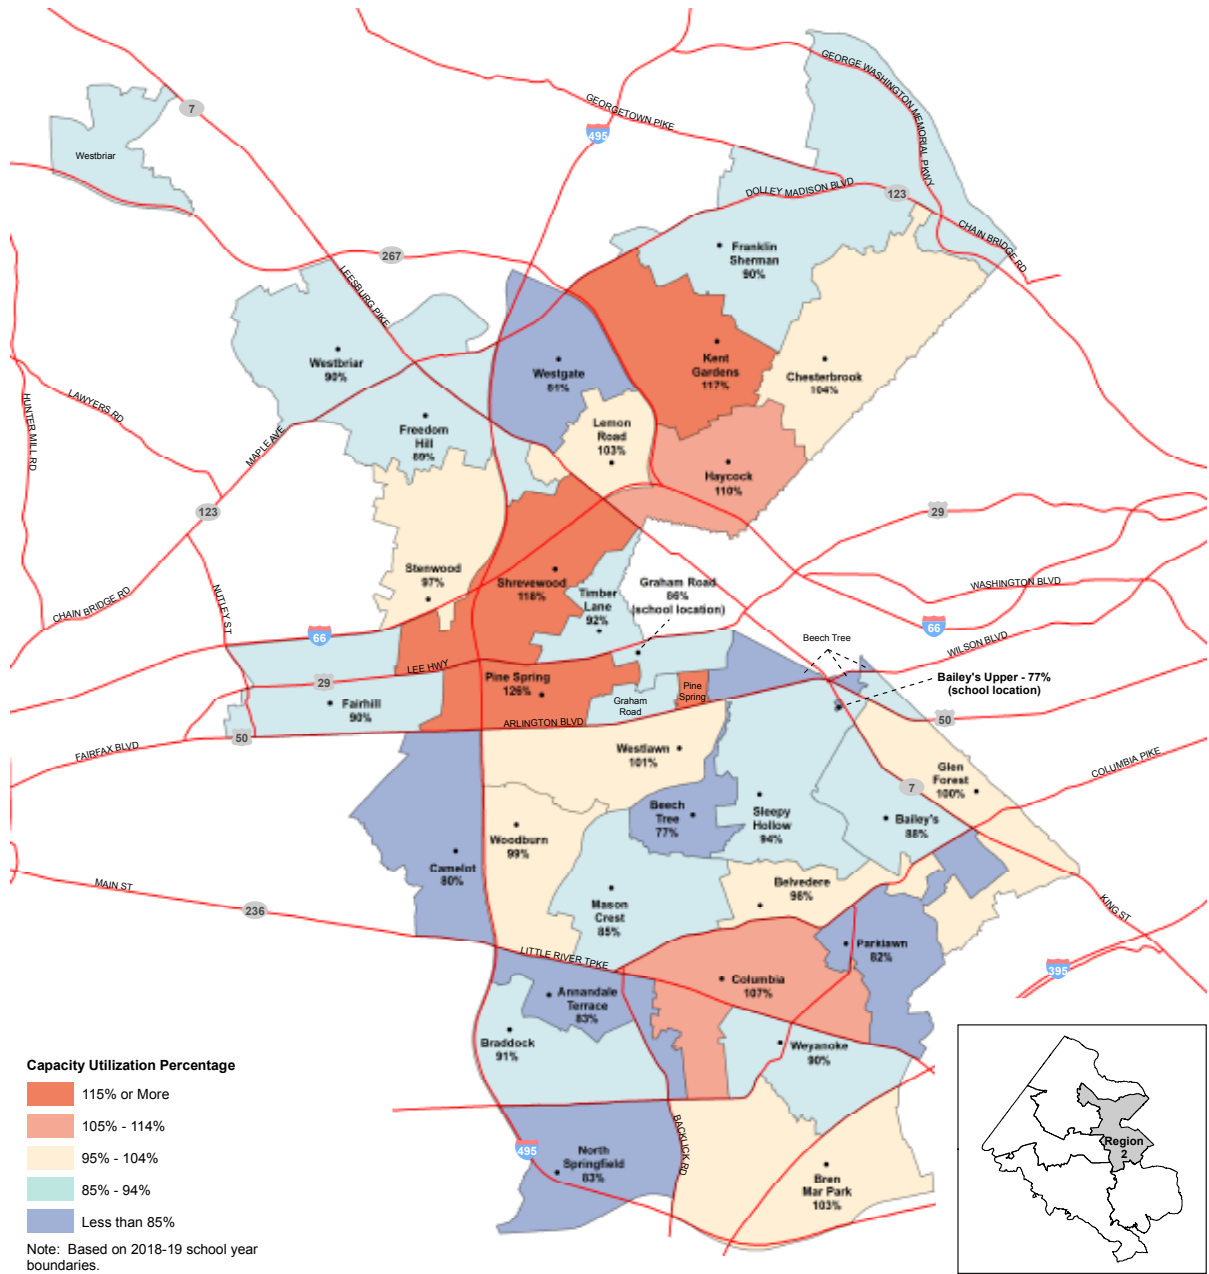 GEORGE WASHINGTON MEMORIAL PKWY
7
GEORGETOWN PIKE
495
Westbriar
DOLLEY MADISON BLVD
123
CHAIN BRIDGE RD
267
Franklin
Sherman
90%
LEESBURG PIKE
Westbriar
90%
Westgate
81%
Kent
Gardens
117%
Chesterbrook
104%
HUNTER MILL RD
LAWYERS RD
MAPLE AVE
Freedom
Hill
89%
Lemon
Road
103%
Haycock
110%
123
29
Stenwood
97%
Shrevewood
118%
Timber
Lane
92%
Graham Road
86%
(school location)
WASHINGTON BLVD
CHAIN BRIDGE RD
NUTLEY ST
66
66
WILSON BLVD
Beech Tree
LEE HWY
29
Pine Spring
126%
Pine
Spring
Bailey's Upper - 77%
(school location)
Fairhill
90%
Graham
Road
ARLINGTON BLVD
50
50
FAIRFAX BLVD
Westlawn
101%
COLUMBIA PIKE
Glen
Forest
100%
7
Beech
Tree
77%
Sleepy
Hollow
94%
Bailey's
88%
Woodburn
99%
Camelot
80%
MAIN ST
236
Belvedere
98%
Mason
Crest
85%
KING ST
LITTLE RIVER TPKE
Parklawn
82%
395
Columbia
107%
Annandale
Terrace
83%
Braddock
91%
Weyanoke
90%
BACKLICK RD
495
North
Springfield
83%
Bren
Mar Park
103%
Capacity Utilization Percentage
115% or More
105% - 114%
95% - 104%
85% - 94%
Less than 85%
Note:  Based on 2018-19 school year
boundaries.
Region
2